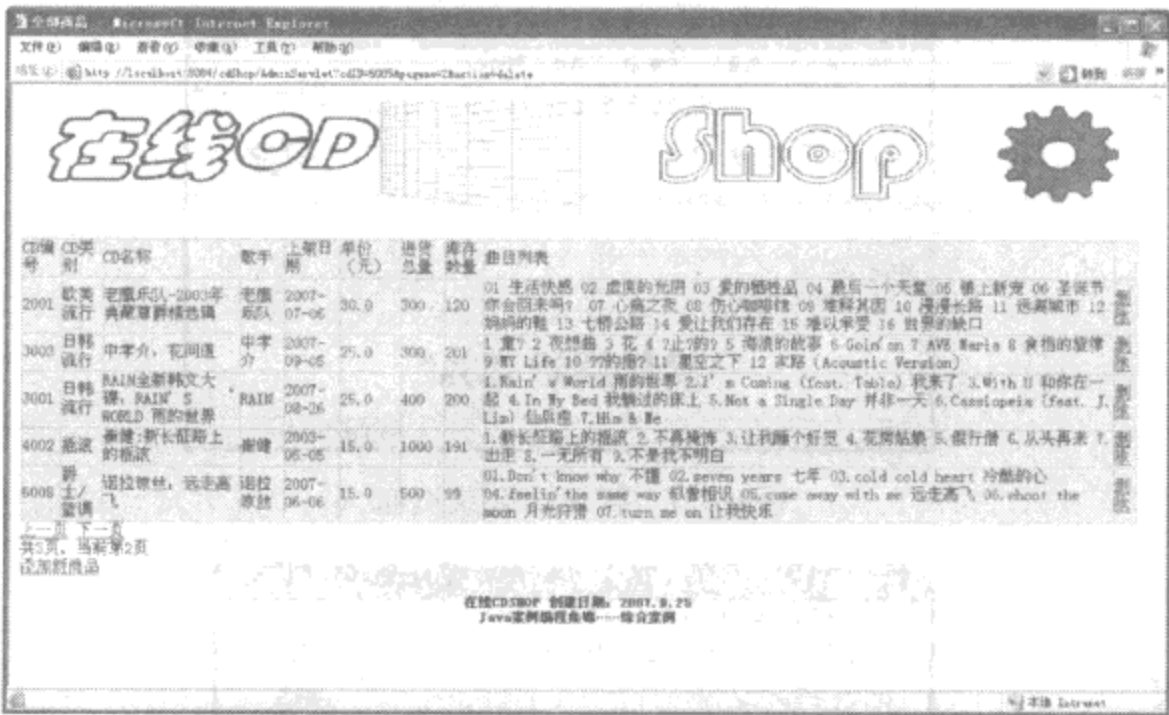 全部商品 - Microsoft Internet Explorer
文件(F) 编辑(E) 查看(V) 收藏(A) 工具(T) 帮助(H)
地址(D) http://localhost:8084/cdShop/AdminServlet? 转到 链接 »
在线CD Shop
CD编号 CD类别 CD名称 歌手 上架日期 单价(元) 进货总量 库存数量 曲目列表
2001 欧美流行 老鹰乐队-2003年典藏尊爵精选辑 老鹰乐队 2007-07-06 30.0 300 120 01 生活快感 02 虚度的光阴 03 爱的牺牲品 04 最后一个天堂 05 镇上新宠 06 圣诞节你会回来吗? 07 心痛之夜 08 伤心咖啡馆 09 难释其因 10 漫漫长路 11 远离城市 12 妈妈的鞋 13 七桥公路 14 爱让我们存在 15 难以承受 16 世界的缺口 删除
3003 日韩流行 中孝介，花间道 中孝介 2007-09-05 25.0 300 201 1 童? 2 夜想曲 3 花 4 ?止?的? 5 海浪的故事 6 Goin'on 7 AVE Maria 8 食指的旋律 9 MY Life 10 ??的指? 11 星空之下 12 家路 (Acoustic Version) 删除
3001 日韩流行 RAIN全新韩文大碟：RAIN'S WORLD 雨的世界 RAIN 2007-08-26 25.0 400 200 1.Rain's World 雨的世界 2.I'm Coming (feat. Tablo) 我来了 3.With U 和你在一起 4.In My Bed 我躺过的床上 5.Not a Single Day 并非一天 6.Cassiopeia (feat. J. Lim) 仙后座 7.Him & Me 删除
4002 摇滚 崔健:新长征路上的摇滚 崔健 2003-05-05 15.0 1000 191 1.新长征路上的摇滚 2.不再掩饰 3.让我睡个好觉 4.花房姑娘 5.假行僧 6.从头再来 7.出走 8.一无所有 9.不是我不明白 删除
5005 爵士/蓝调 诺拉琼丝，远走高飞 诺拉琼丝 2007-06-06 15.0 500 99 01.Don't know why 不懂 02.seven years 七年 03.cold cold heart 冷酷的心 04.feelin'the same way 似曾相识 05.come away with me 远走高飞 06.shoot the moon 月光狩猎 07.turn me on 让我快乐 删除
上一页 下一页
共3页，当前第2页
添加新商品
在线CDSHOP 创建日期：2007.9.25
Java案例编程集锦----综合案例
本地 Intranet